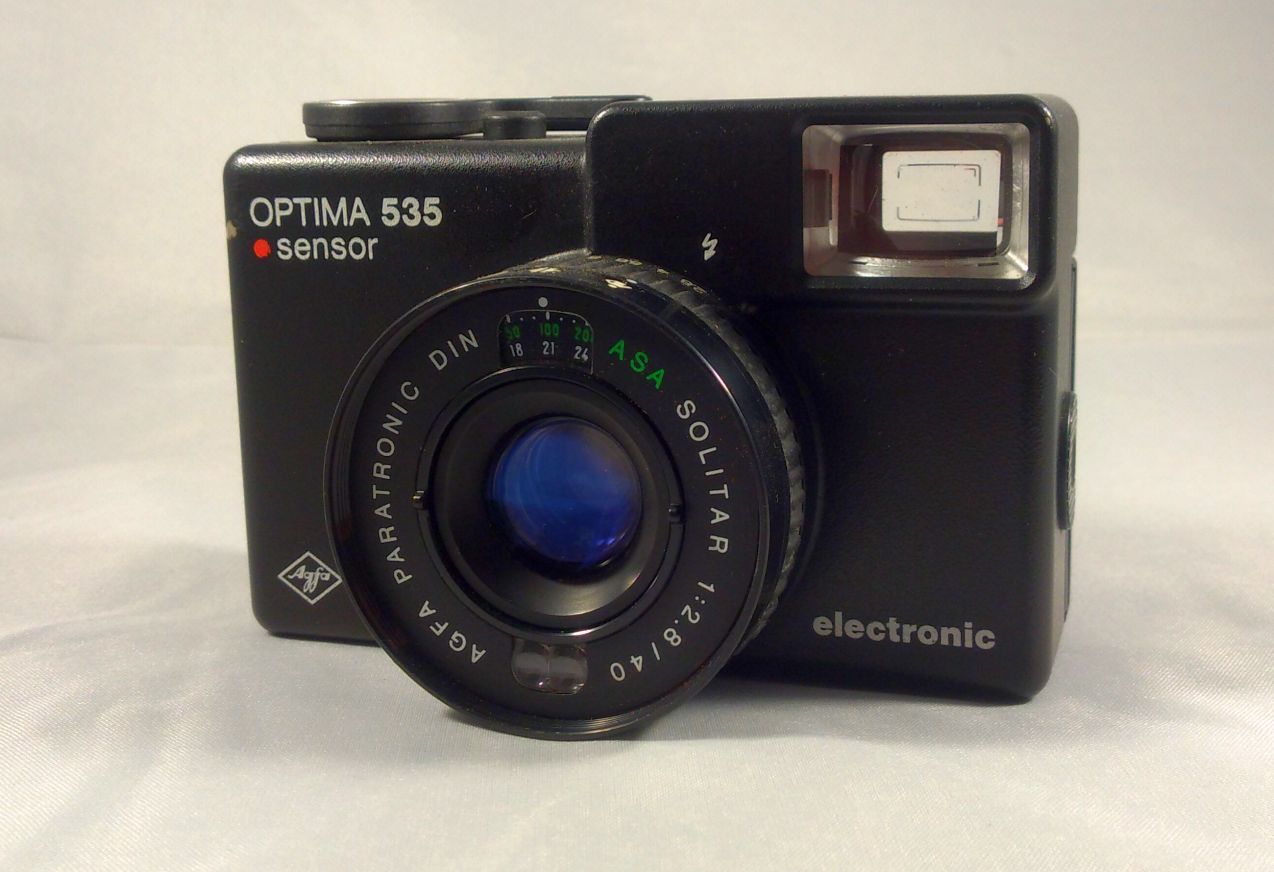 OPTIMA 535
sensor
50 100 20
18 21 24
AGFA PARATRONIC DIN
ASA SOLITAR 1:2.8/40
Agfa
electronic